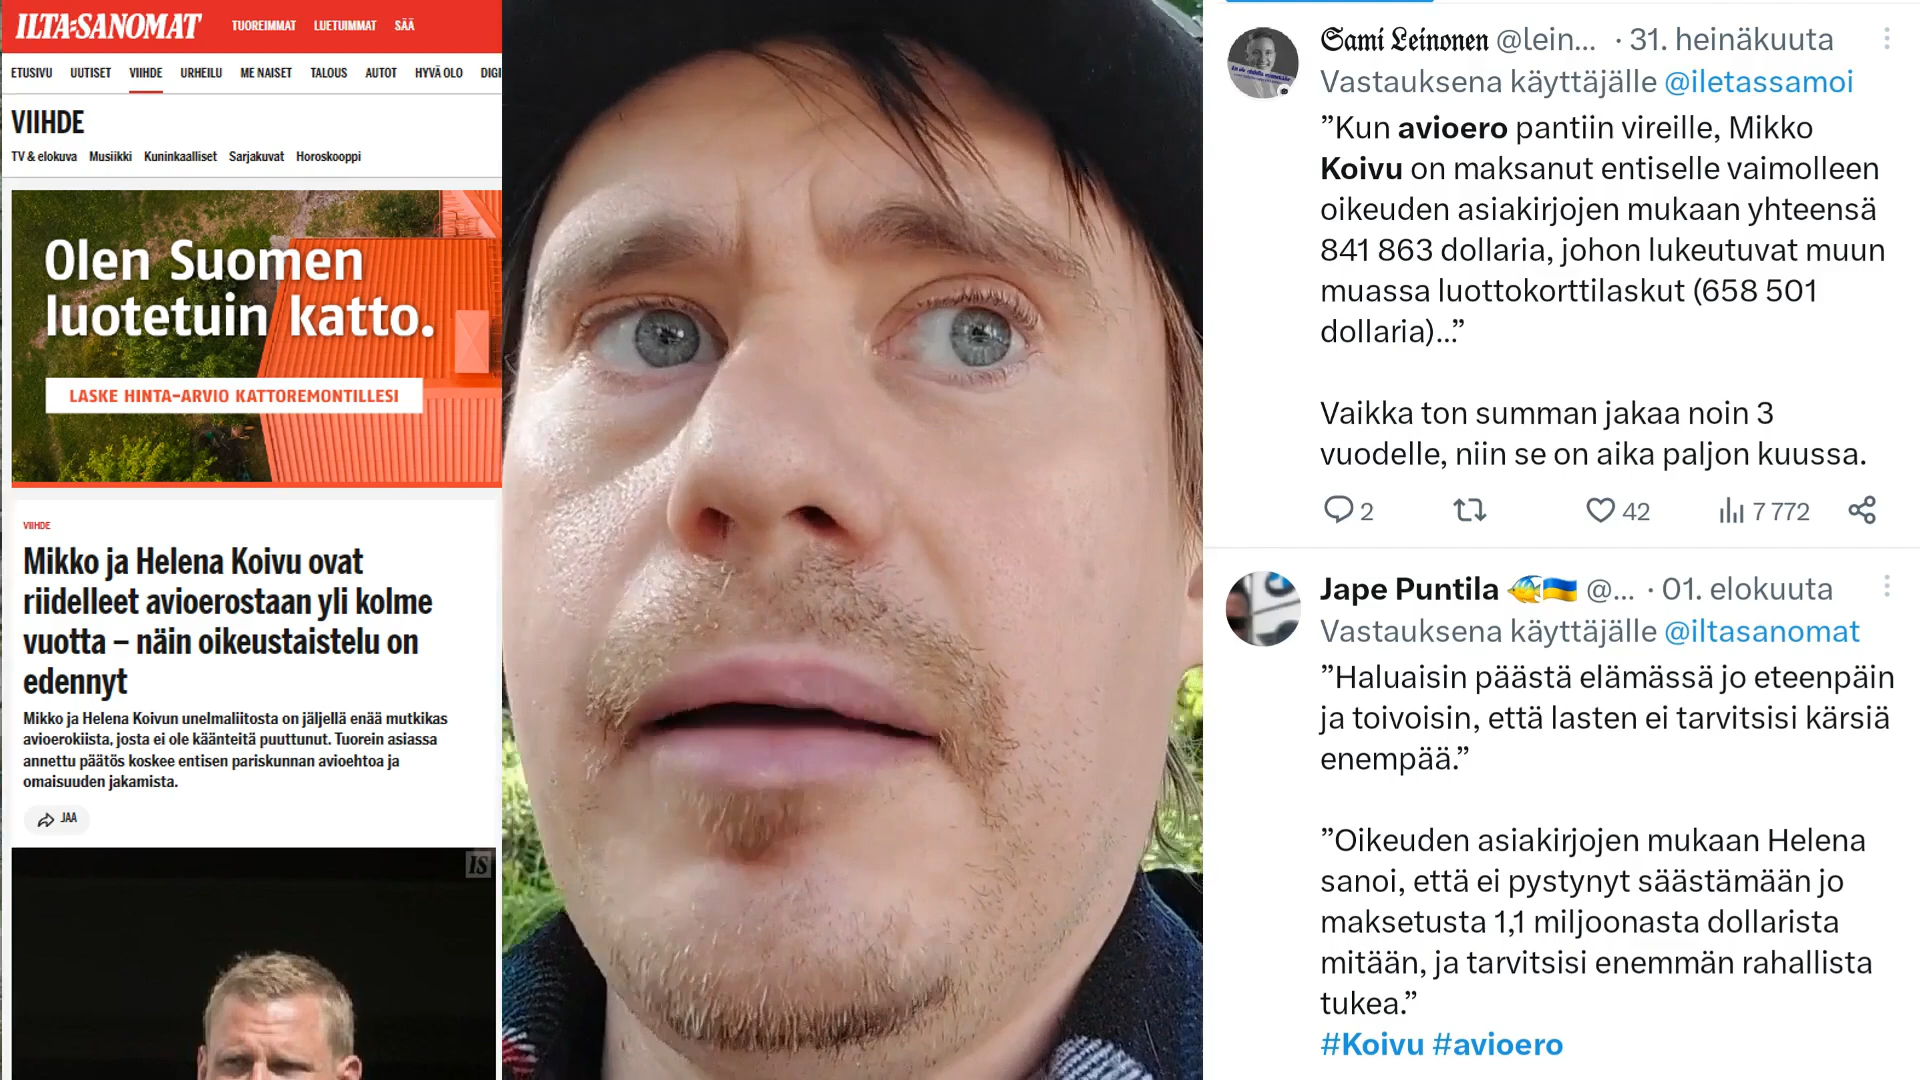 ILTA-SANOMAT
TUOREIMMAT LUETUIMMAT SÄÄ
ETUSIVU UUTISET VIIHDE URHEILU ME NAISET TALOUS AUTOT HYVÄ OLO DIGI
VIIHDE
TV & elokuva Musiikki Kuninkaalliset Sarjakuvat Horoskooppi
Olen Suomen
luotetuin katto.
LASKE HINTA-ARVIO KATTOREMONTILLESI
VIIHDE
Mikko ja Helena Koivu ovat
riidelleet avioerostaan yli kolme
vuotta – näin oikeustaistelu on
edennyt
Mikko ja Helena Koivun unelmaliitosta on jäljellä enää mutkikas
avioerokiista, josta ei ole käänteitä puuttunut. Tuorein asiassa
annettu päätös koskee entisen pariskunnan avioehtoa ja
omaisuuden jakamista.
JAA
IS
Sami Leinonen @lein... · 31. heinäkuuta
Vastauksena käyttäjälle @iletassamoi
”Kun avioero pantiin vireille, Mikko
Koivu on maksanut entiselle vaimolleen
oikeuden asiakirjojen mukaan yhteensä
841 863 dollaria, johon lukeutuvat muun
muassa luottokorttilaskut (658 501
dollaria)...”
Vaikka ton summan jakaa noin 3
vuodelle, niin se on aika paljon kuussa.
2 42 7 772
Jape Puntila 🐠🇺🇦 @... · 01. elokuuta
Vastauksena käyttäjälle @iltasanomat
”Haluaisin päästä elämässä jo eteenpäin
ja toivoisin, että lasten ei tarvitsisi kärsiä
enempää.”
”Oikeuden asiakirjojen mukaan Helena
sanoi, että ei pystynyt säästämään jo
maksetusta 1,1 miljoonasta dollarista
mitään, ja tarvitsisi enemmän rahallista
tukea.”
#Koivu #avioero